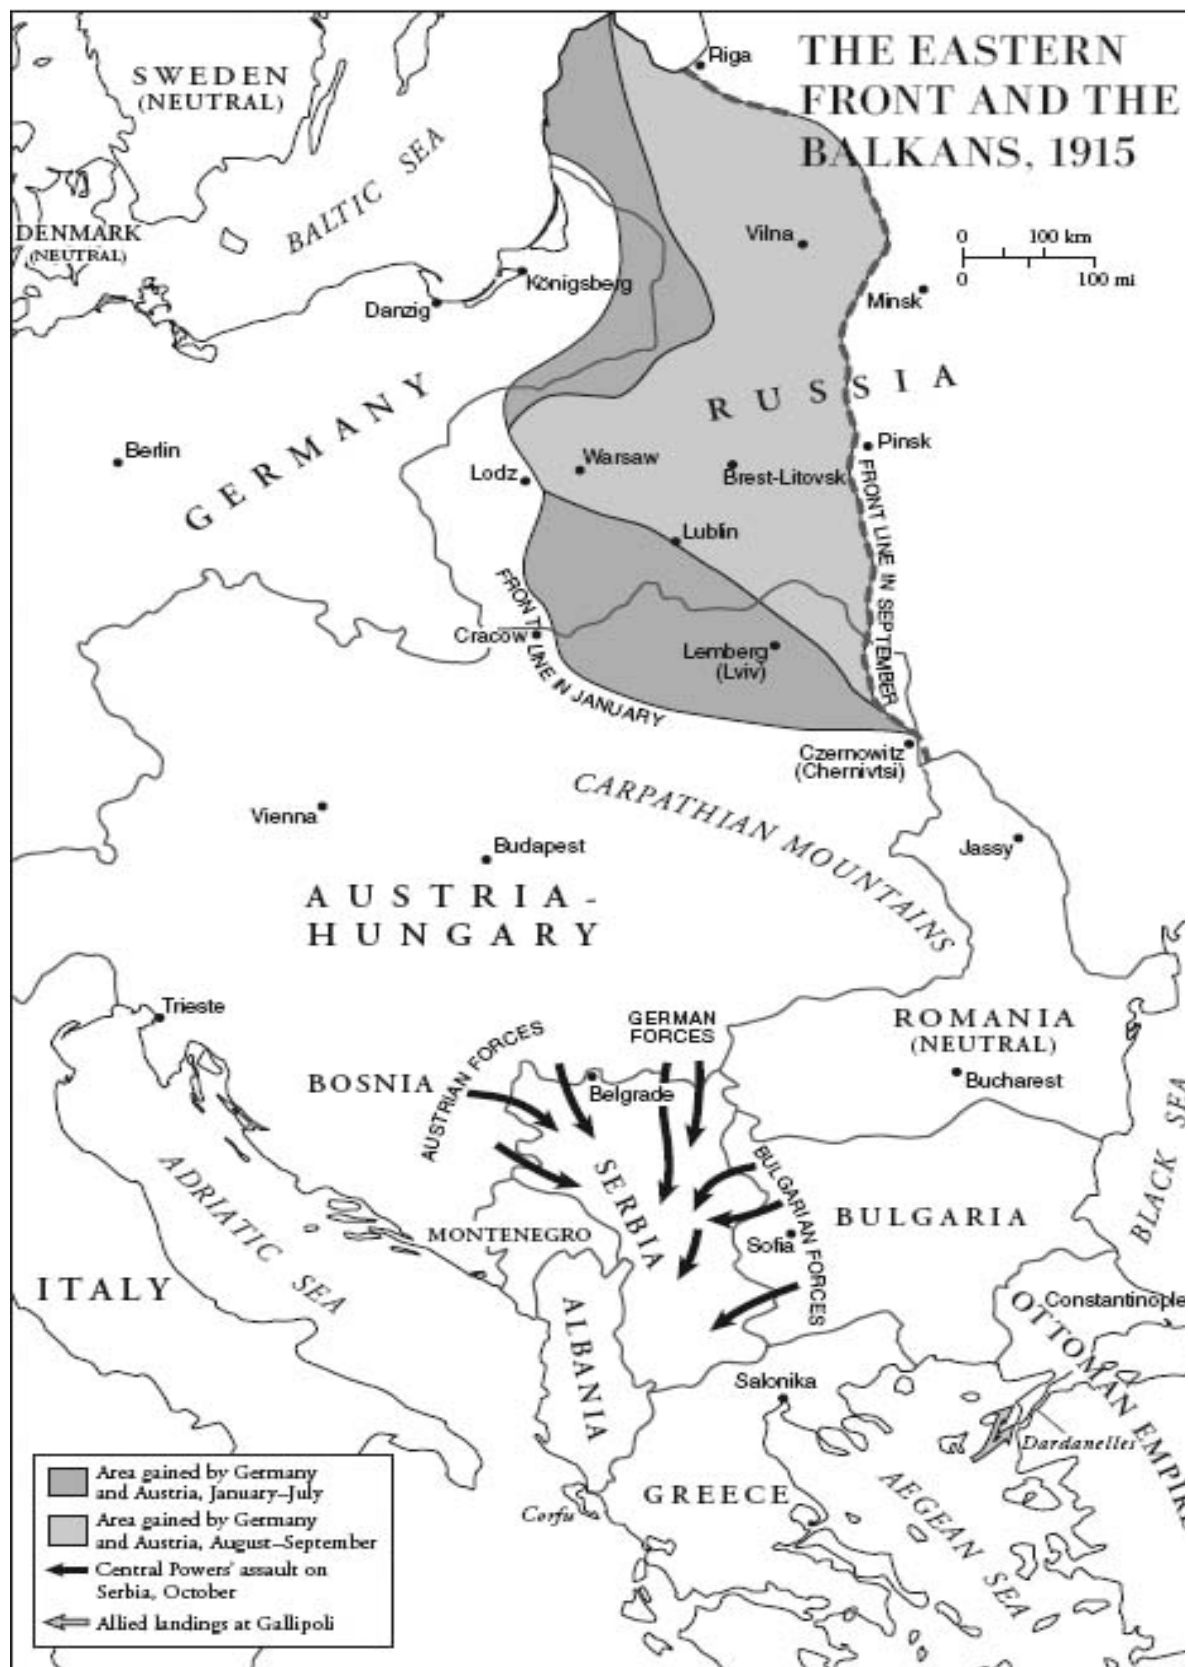 THE EASTERN
FRONT AND THE
BALKANS, 1915
Riga
SWEDEN
(NEUTRAL)
BALTIC SEA
DENMARK
(NEUTRAL)
Vilna
0 100 km
0 100 mi
Königsberg
Danzig
Minsk
RUSSIA
GERMANY
Berlin
Pinsk
Warsaw
Lodz
Brest-Litovsk
FRONT LINE IN SEPTEMBER
Lublin
FRONT LINE IN JANUARY
Cracow
Lemberg
(Lviv)
Czernowitz
(Chernivtsi)
CARPATHIAN MOUNTAINS
Vienna
Budapest
Jassy
AUSTRIA-
HUNGARY
Trieste
GERMAN
FORCES
ROMANIA
(NEUTRAL)
AUSTRIAN FORCES
BOSNIA
Belgrade
Bucharest
BLACK SEA
SERBIA
BULGARIAN FORCES
ADRIATIC SEA
MONTENEGRO
BULGARIA
Sofia
ITALY
ALBANIA
Constantinople
OTTOMAN EMPIRE
Salonika
Dardanelles
GREECE
AEGEAN SEA
Corfu
Area gained by Germany
and Austria, January–July
Area gained by Germany
and Austria, August–September
Central Powers' assault on
Serbia, October
Allied landings at Gallipoli